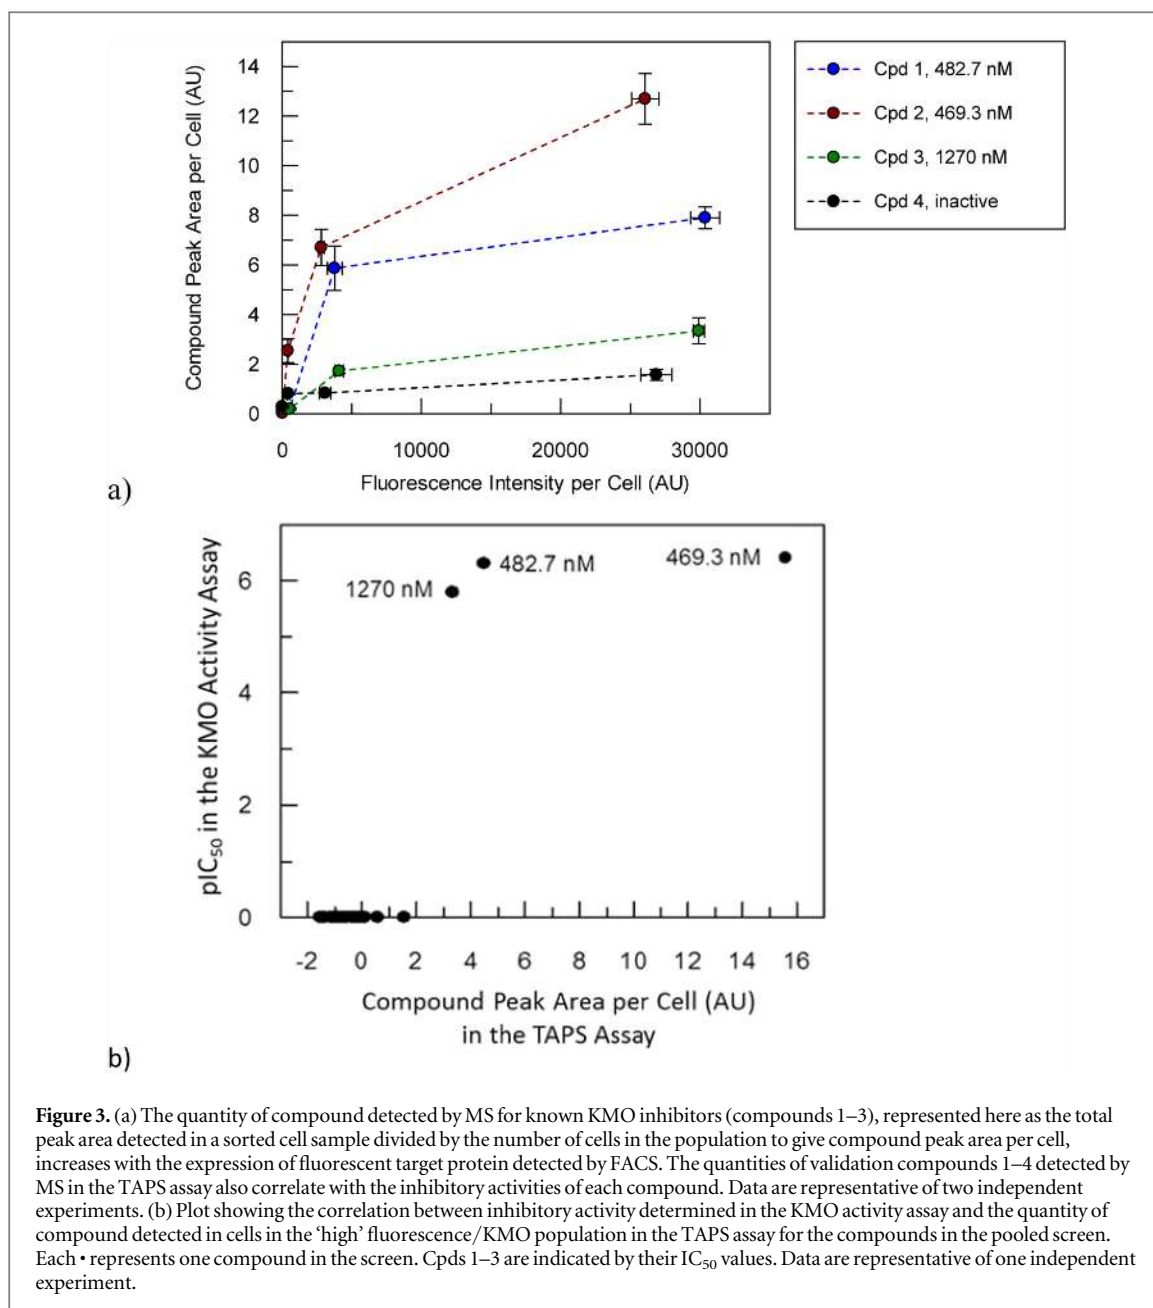 14
12
10
8
6
4
2
0
Compound Peak Area per Cell (AU)
0 10000 20000 30000
Fluorescence Intensity per Cell (AU)
Cpd 1, 482.7 nM
Cpd 2, 469.3 nM
Cpd 3, 1270 nM
Cpd 4, inactive
a)
pIC50 in the KMO Activity Assay
6
4
2
0
1270 nM
482.7 nM
469.3 nM
-2 0 2 4 6 8 10 12 14 16
Compound Peak Area per Cell (AU)
in the TAPS Assay
b)
Figure 3. (a) The quantity of compound detected by MS for known KMO inhibitors (compounds 1–3), represented here as the total
peak area detected in a sorted cell sample divided by the number of cells in the population to give compound peak area per cell,
increases with the expression of fluorescent target protein detected by FACS. The quantities of validation compounds 1–4 detected by
MS in the TAPS assay also correlate with the inhibitory activities of each compound. Data are representative of two independent
experiments. (b) Plot showing the correlation between inhibitory activity determined in the KMO activity assay and the quantity of
compound detected in cells in the ‘high’ fluorescence/KMO population in the TAPS assay for the compounds in the pooled screen.
Each • represents one compound in the screen. Cpds 1–3 are indicated by their IC50 values. Data are representative of one independent
experiment.